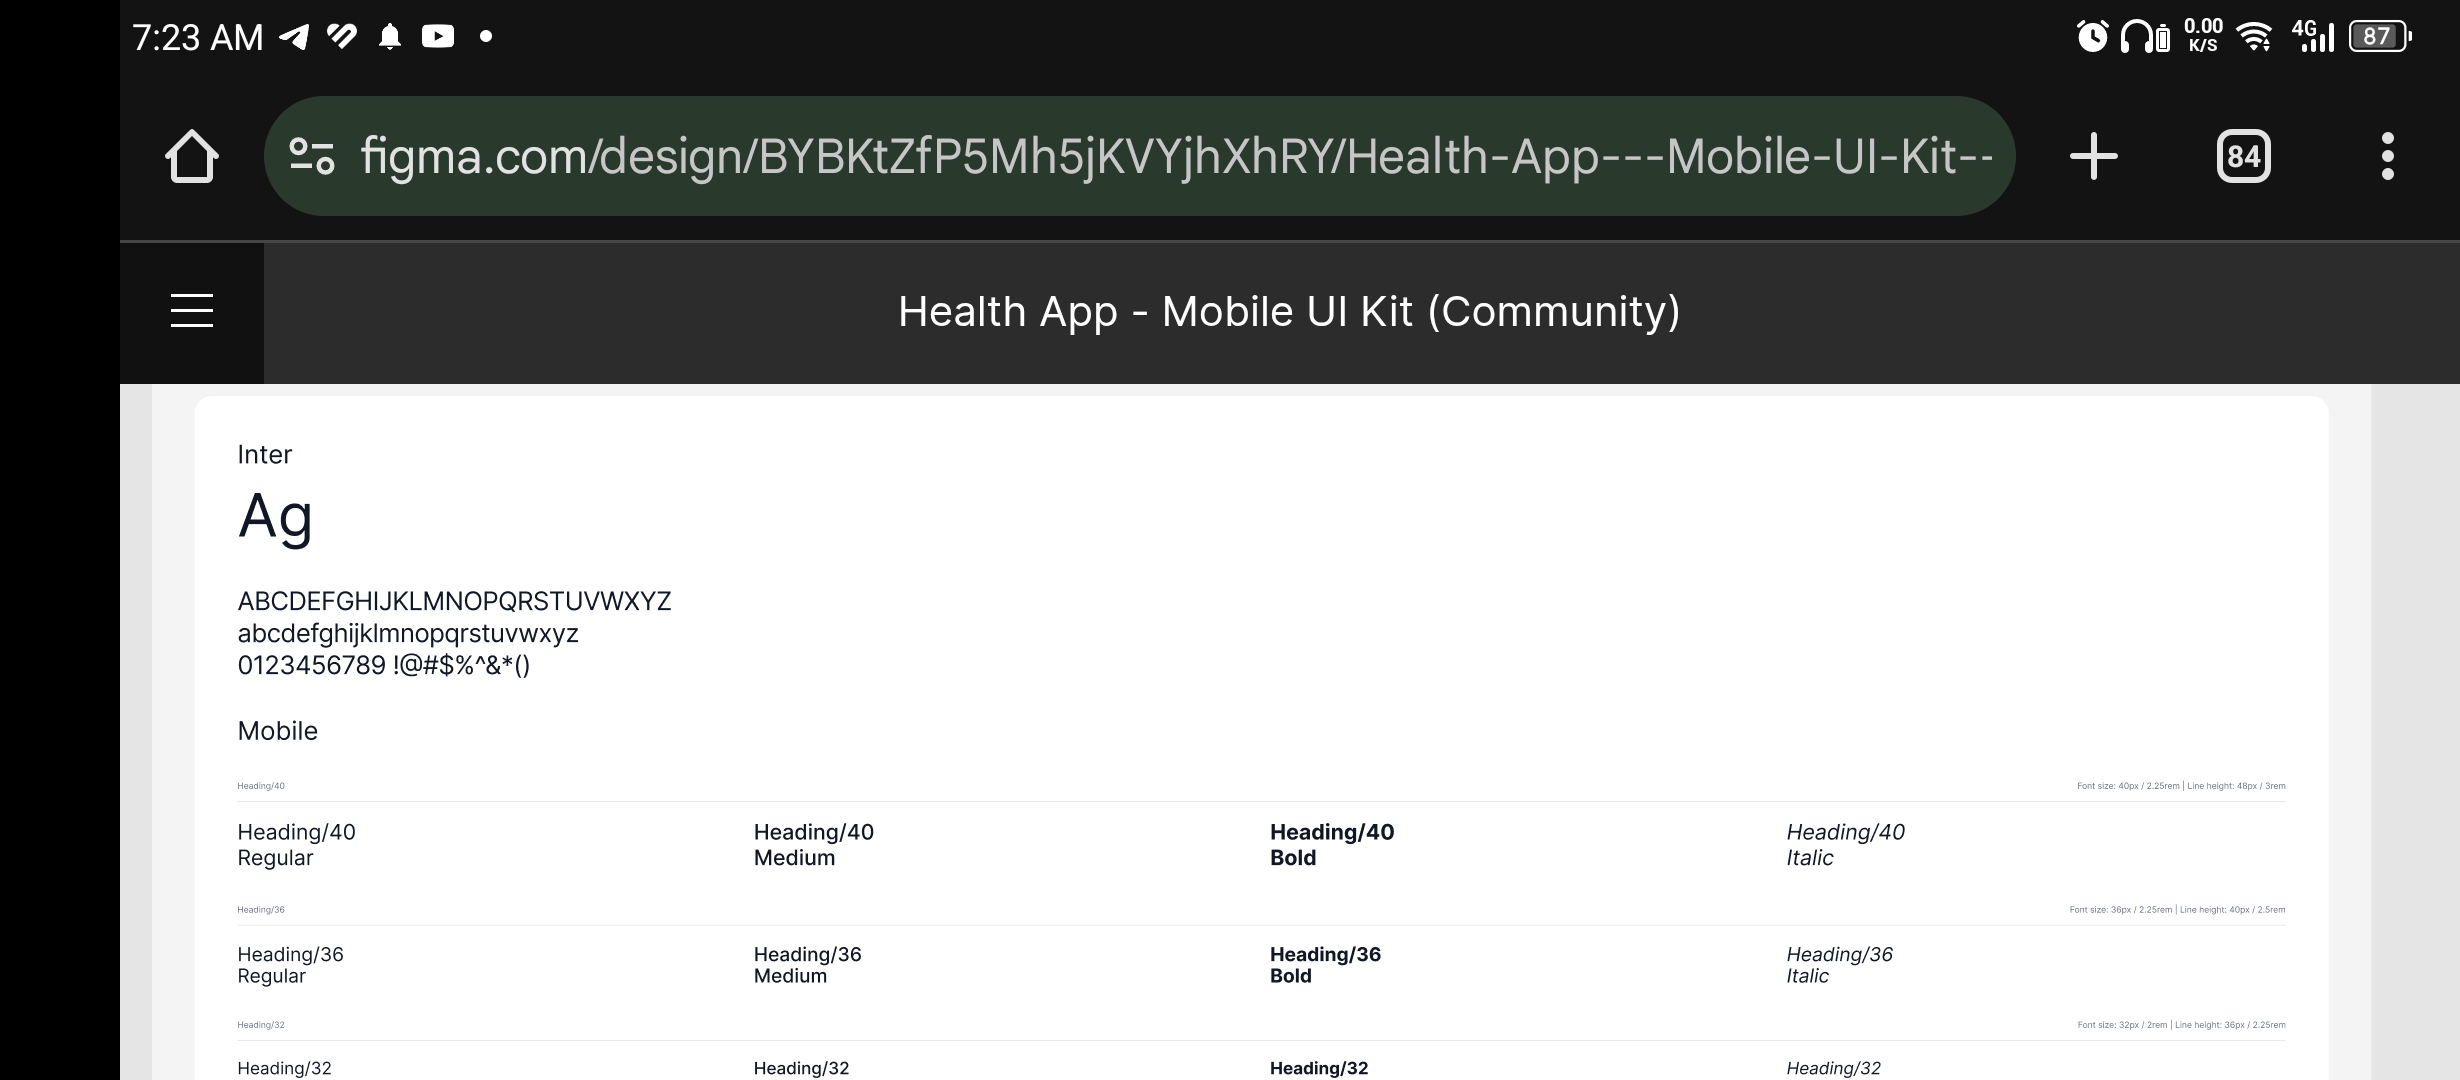 7:23 AM
0.00
K/S
4G
87
figma.com/design/BYBKtZfP5Mh5jKVYjhXhRY/Health-App---Mobile-UI-Kit--
84
Health App - Mobile UI Kit (Community)
Inter
Ag
ABCDEFGHIJKLMNOPQRSTUVWXYZ
abcdefghijklmnopqrstuvwxyz
0123456789 !@#$%^&*()
Mobile
Heading/40 Font size: 40px / 2.25rem | Line height: 48px / 3rem
Heading/40 Heading/40 Heading/40 Heading/40
Regular Medium Bold Italic
Heading/36 Font size: 36px / 2.25rem | Line height: 40px / 2.5rem
Heading/36 Heading/36 Heading/36 Heading/36
Regular Medium Bold Italic
Heading/32 Font size: 32px / 2rem | Line height: 36px / 2.25rem
Heading/32 Heading/32 Heading/32 Heading/32